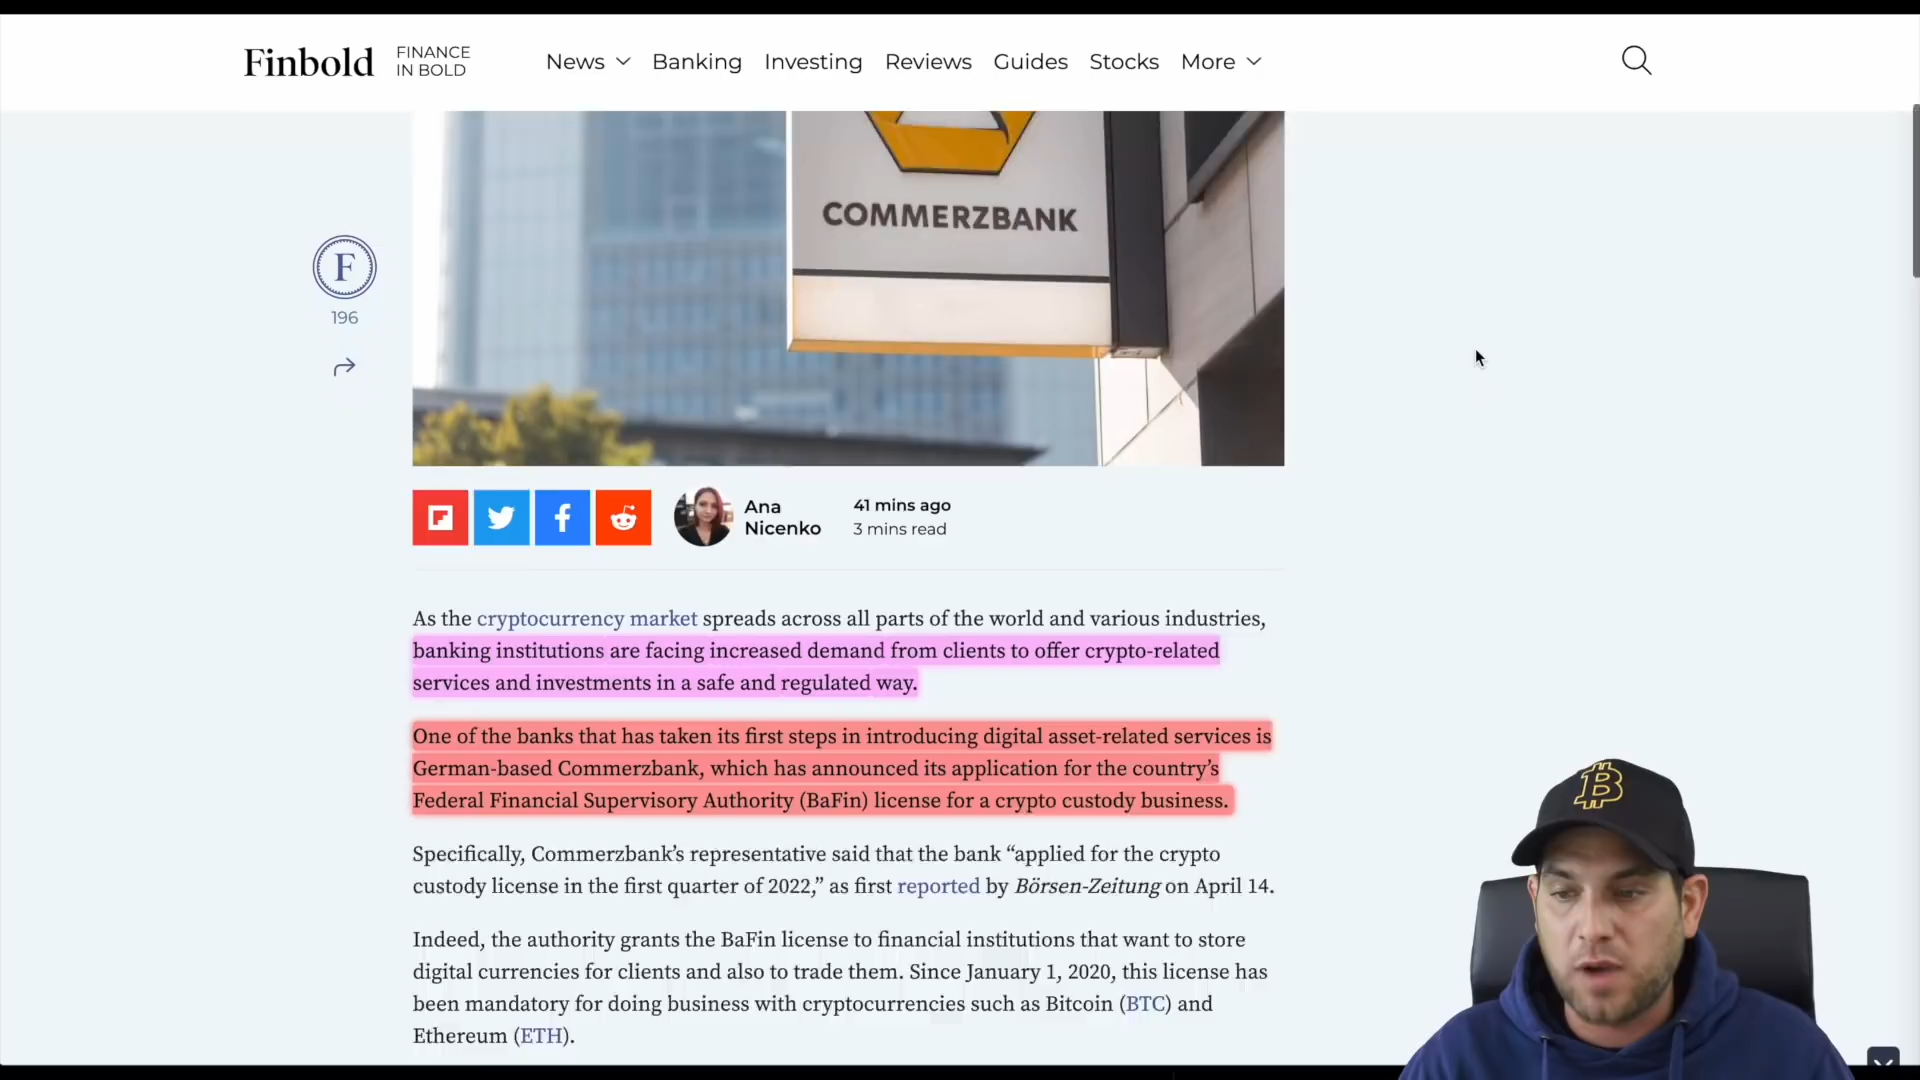 Finbold
FINANCE
IN BOLD
News
Banking
Investing
Reviews
Guides
Stocks
More
COMMERZBANK
F
196
Ana
Nicenko
41 mins ago
3 mins read
As the cryptocurrency market spreads across all parts of the world and various industries,
banking institutions are facing increased demand from clients to offer crypto-related
services and investments in a safe and regulated way.
One of the banks that has taken its first steps in introducing digital asset-related services is
German-based Commerzbank, which has announced its application for the country’s
Federal Financial Supervisory Authority (BaFin) license for a crypto custody business.
Specifically, Commerzbank’s representative said that the bank “applied for the crypto
custody license in the first quarter of 2022,” as first reported by Börsen-Zeitung on April 14.
Indeed, the authority grants the BaFin license to financial institutions that want to store
digital currencies for clients and also to trade them. Since January 1, 2020, this license has
been mandatory for doing business with cryptocurrencies such as Bitcoin (BTC) and
Ethereum (ETH).